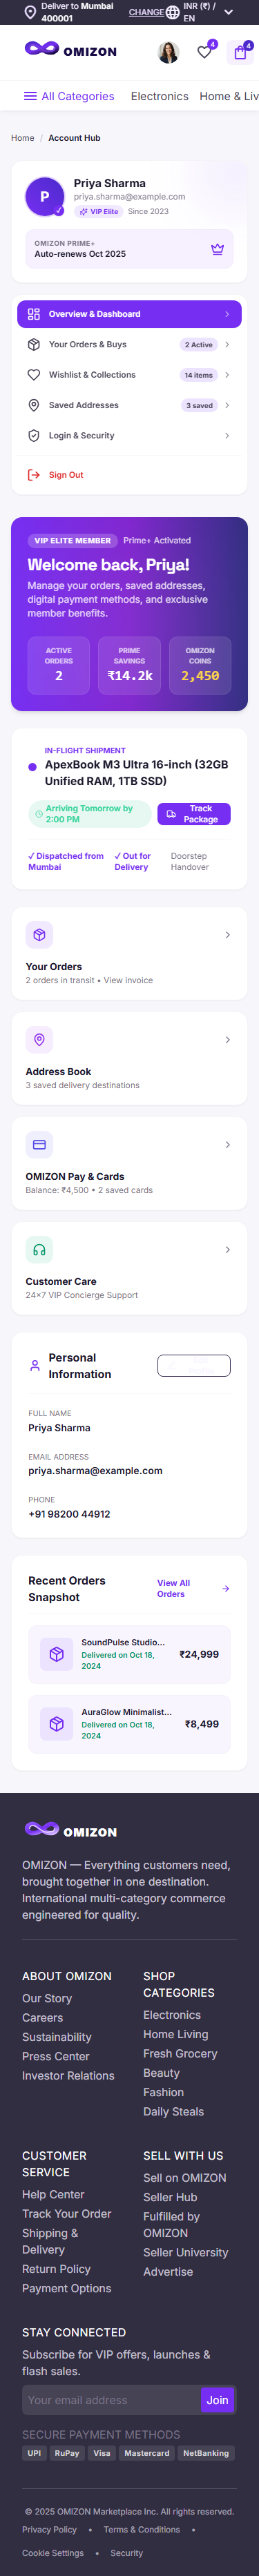 Deliver to Mumbai
400001
CHANGE
INR (₹) /
EN
OMIZON
4
4
All Categories
Electronics
Home & Liv
Home / Account Hub
P
Priya Sharma
priya.sharma@example.com
VIP Elite
Since 2023
OMIZON PRIME+
Auto-renews Oct 2025
Overview & Dashboard
Your Orders & Buys
2 Active
Wishlist & Collections
14 items
Saved Addresses
3 saved
Login & Security
Sign Out
VIP ELITE MEMBER
Prime+ Activated
Welcome back, Priya!
Manage your orders, saved addresses,
digital payment methods, and exclusive
member benefits.
ACTIVE
ORDERS
2
PRIME
SAVINGS
₹14.2k
OMIZON
COINS
2,450
IN-FLIGHT SHIPMENT
ApexBook M3 Ultra 16-inch (32GB
Unified RAM, 1TB SSD)
Arriving Tomorrow by
2:00 PM
Track
Package
✓ Dispatched from
Mumbai
✓ Out for
Delivery
Doorstep
Handover
Your Orders
2 orders in transit • View invoice
Address Book
3 saved delivery destinations
OMIZON Pay & Cards
Balance: ₹4,500 • 2 saved cards
Customer Care
24×7 VIP Concierge Support
Personal
Information
FULL NAME
Priya Sharma
EMAIL ADDRESS
priya.sharma@example.com
PHONE
+91 98200 44912
Recent Orders
Snapshot
View All
Orders
SoundPulse Studio...
Delivered on Oct 18,
2024
₹24,999
AuraGlow Minimalist...
Delivered on Oct 18,
2024
₹8,499
OMIZON
OMIZON — Everything customers need,
brought together in one destination.
International multi-category commerce
engineered for quality.
ABOUT OMIZON
Our Story
Careers
Sustainability
Press Center
Investor Relations
SHOP
CATEGORIES
Electronics
Home Living
Fresh Grocery
Beauty
Fashion
Daily Steals
CUSTOMER
SERVICE
Help Center
Track Your Order
Shipping &
Delivery
Return Policy
Payment Options
SELL WITH US
Sell on OMIZON
Seller Hub
Fulfilled by
OMIZON
Seller University
Advertise
STAY CONNECTED
Subscribe for VIP offers, launches &
flash sales.
Your email address
Join
SECURE PAYMENT METHODS
UPI
RuPay
Visa
Mastercard
NetBanking
© 2025 OMIZON Marketplace Inc. All rights reserved.
Privacy Policy • Terms & Conditions •
Cookie Settings • Security